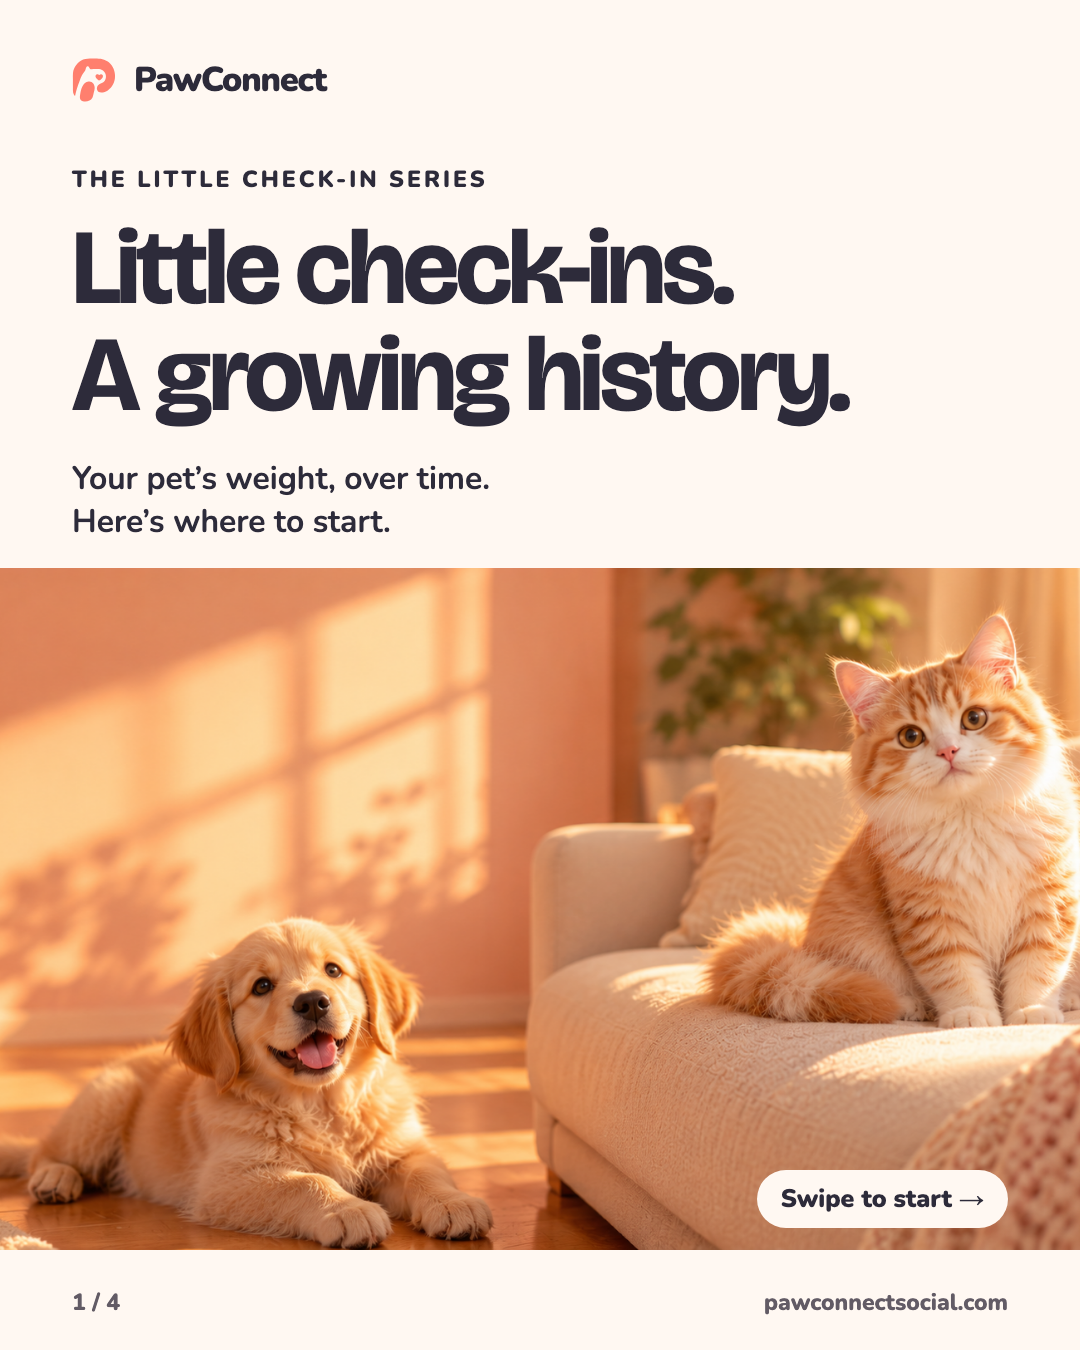 PawConnect
THE LITTLE CHECK-IN SERIES
Little check-ins.
A growing history.
Your pet’s weight, over time.
Here’s where to start.
Swipe to start →
1 / 4
pawconnectsocial.com